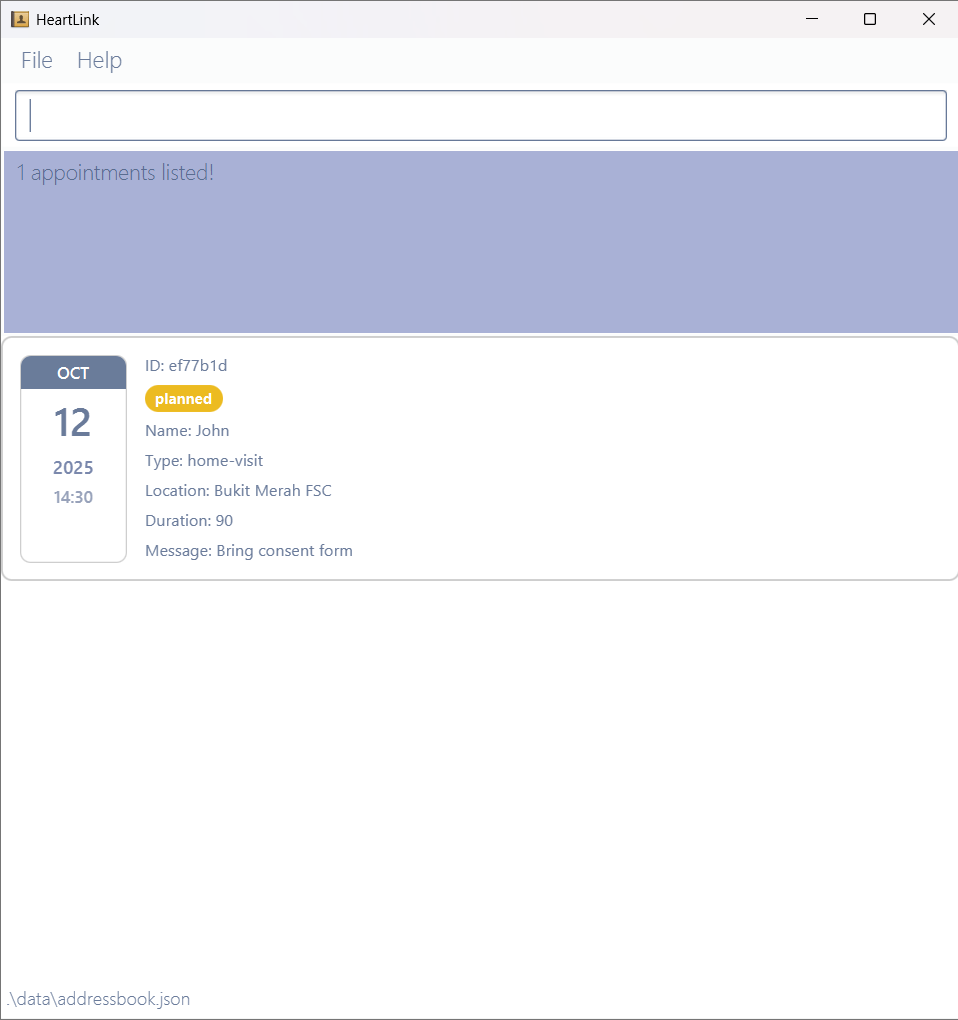 HeartLink
File Help
1 appointments listed!
OCT
12
2025
14:30
ID: ef77b1d
planned
Name: John
Type: home-visit
Location: Bukit Merah FSC
Duration: 90
Message: Bring consent form
.\data\addressbook.json